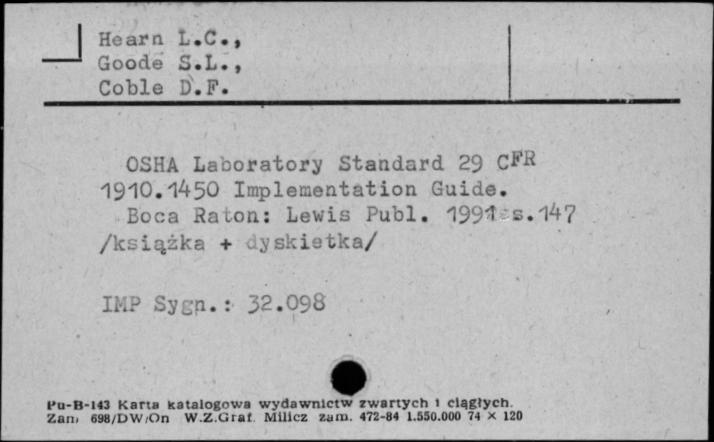 Hearn L.C.,
Goode S.L.,
Coble D.F.
OSHA Laboratory Standard 29 CFR
1910.1450 Implementation Guide.
Boca Raton: Lewis Publ. 1991 s.147
/książka + dyskietka/
IMP Sygn.: 32.098
Pu-B-143 Karta katalogowa wydawnictw zwartych i ciągłych.
Zam. 698/DW/On W.Z.Graf. Milicz zam. 472-84 1.550.000 74 × 120